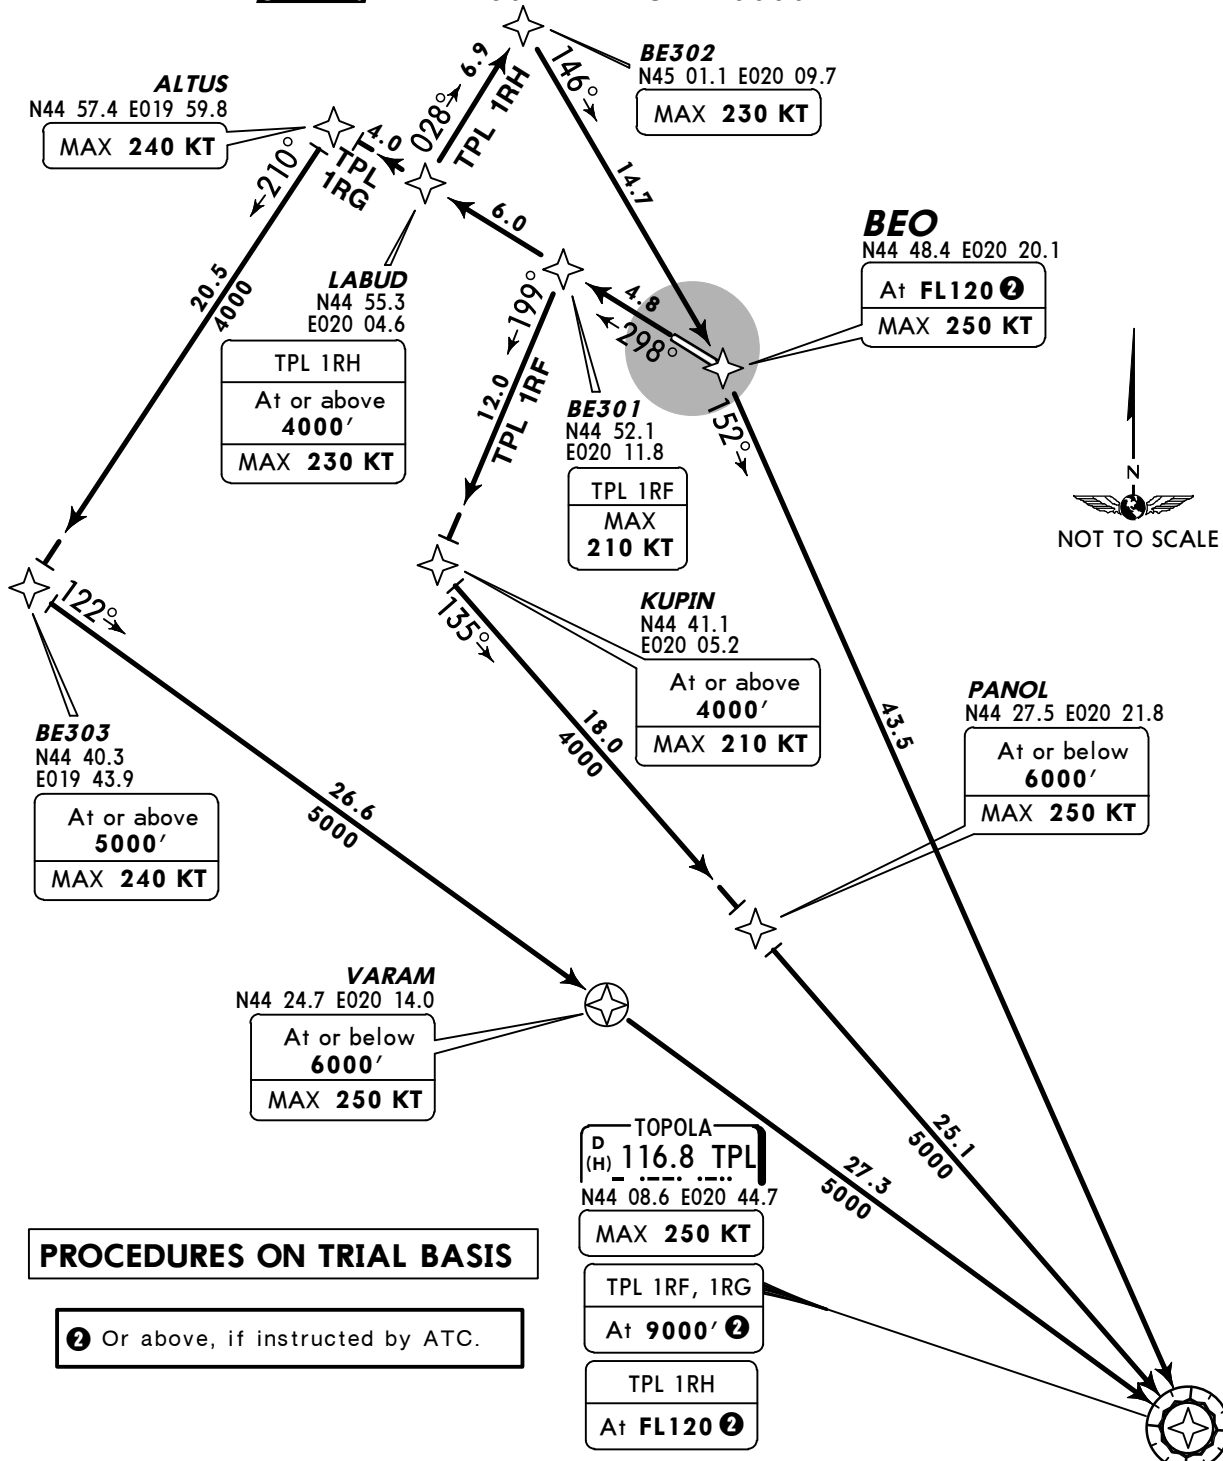 BE302
N45 01.1 E020 09.7
MAX 230 KT
ALTUS
N44 57.4 E019 59.8
MAX 240 KT
146°
6.9
028°
TPL 1RH
4.0
TPL
1RG
210°
14.7
6.0
BEO
N44 48.4 E020 20.1
At FL120 2
MAX 250 KT
20.5
4000
LABUD
N44 55.3
E020 04.6
TPL 1RH
At or above
4000'
MAX 230 KT
199°
4.8
298°
12.0
TPL 1RF
BE301
N44 52.1
E020 11.8
TPL 1RF
MAX
210 KT
152°
N
NOT TO SCALE
122°
135°
KUPIN
N44 41.1
E020 05.2
At or above
4000'
MAX 210 KT
18.0
4000
43.5
PANOL
N44 27.5 E020 21.8
At or below
6000'
MAX 250 KT
BE303
N44 40.3
E019 43.9
At or above
5000'
MAX 240 KT
26.6
5000
VARAM
N44 24.7 E020 14.0
At or below
6000'
MAX 250 KT
25.1
5000
27.3
5000
TOPOLA
D
(H) 116.8 TPL
N44 08.6 E020 44.7
MAX 250 KT
TPL 1RF, 1RG
At 9000' 2
TPL 1RH
At FL120 2
PROCEDURES ON TRIAL BASIS
2 Or above, if instructed by ATC.